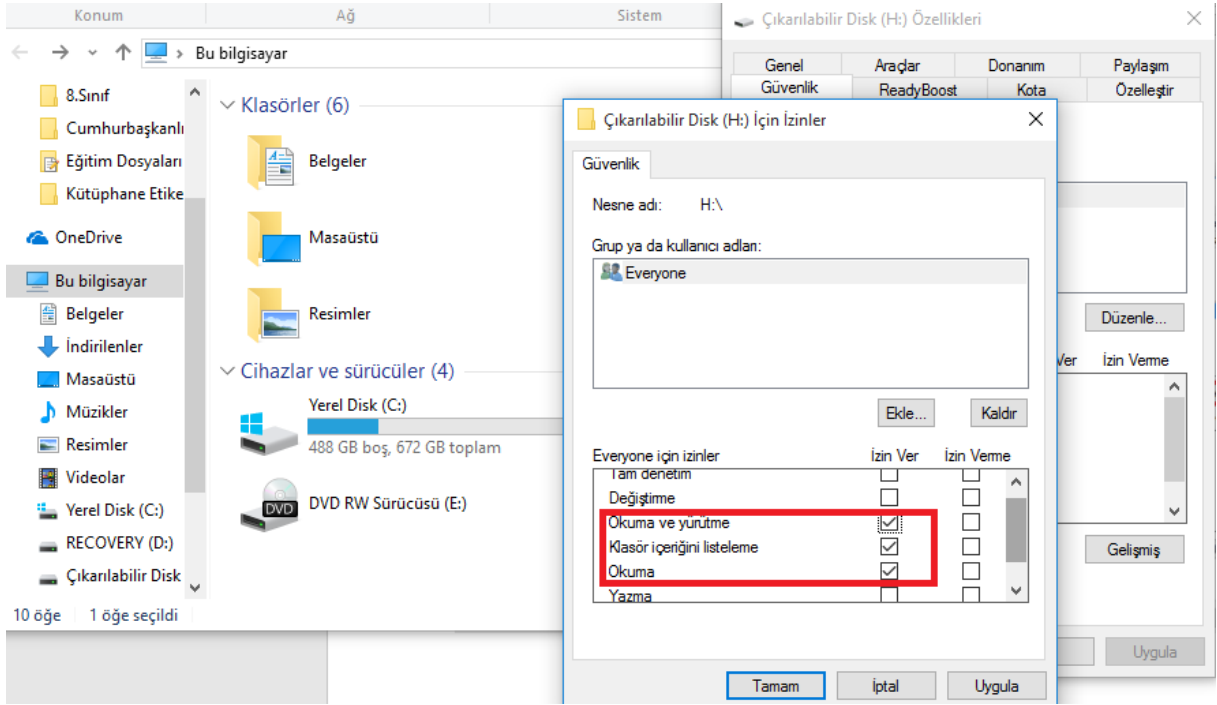 Konum
Ağ
Sistem
Bu bilgisayar
8.Sınıf
Cumhurbaşkanlı
Eğitim Dosyaları
Kütüphane Etike
OneDrive
Bu bilgisayar
Belgeler
İndirilenler
Masaüstü
Müzikler
Resimler
Videolar
Yerel Disk (C:)
RECOVERY (D:)
Çıkarılabilir Disk
10 öğe 1 öğe seçildi
Klasörler (6)
Belgeler
Masaüstü
Resimler
Cihazlar ve sürücüler (4)
Yerel Disk (C:)
488 GB boş, 672 GB toplam
DVD
DVD RW Sürücüsü (E:)
Çıkarılabilir Disk (H:) Özellikleri
Genel Araçlar Donanım Paylaşım
Güvenlik ReadyBoost Kota Özelleştir
Düzenle...
Ver İzin Verme
Gelişmiş
Uygula
Çıkarılabilir Disk (H:) İçin İzinler
Güvenlik
Nesne adı: H:\
Grup ya da kullanıcı adları:
Everyone
Ekle... Kaldır
Everyone için izinler İzin Ver İzin Verme
Tam denetim
Değiştirme
Okuma ve yürütme
Klasör içeriğini listeleme
Okuma
Yazma
Tamam İptal Uygula